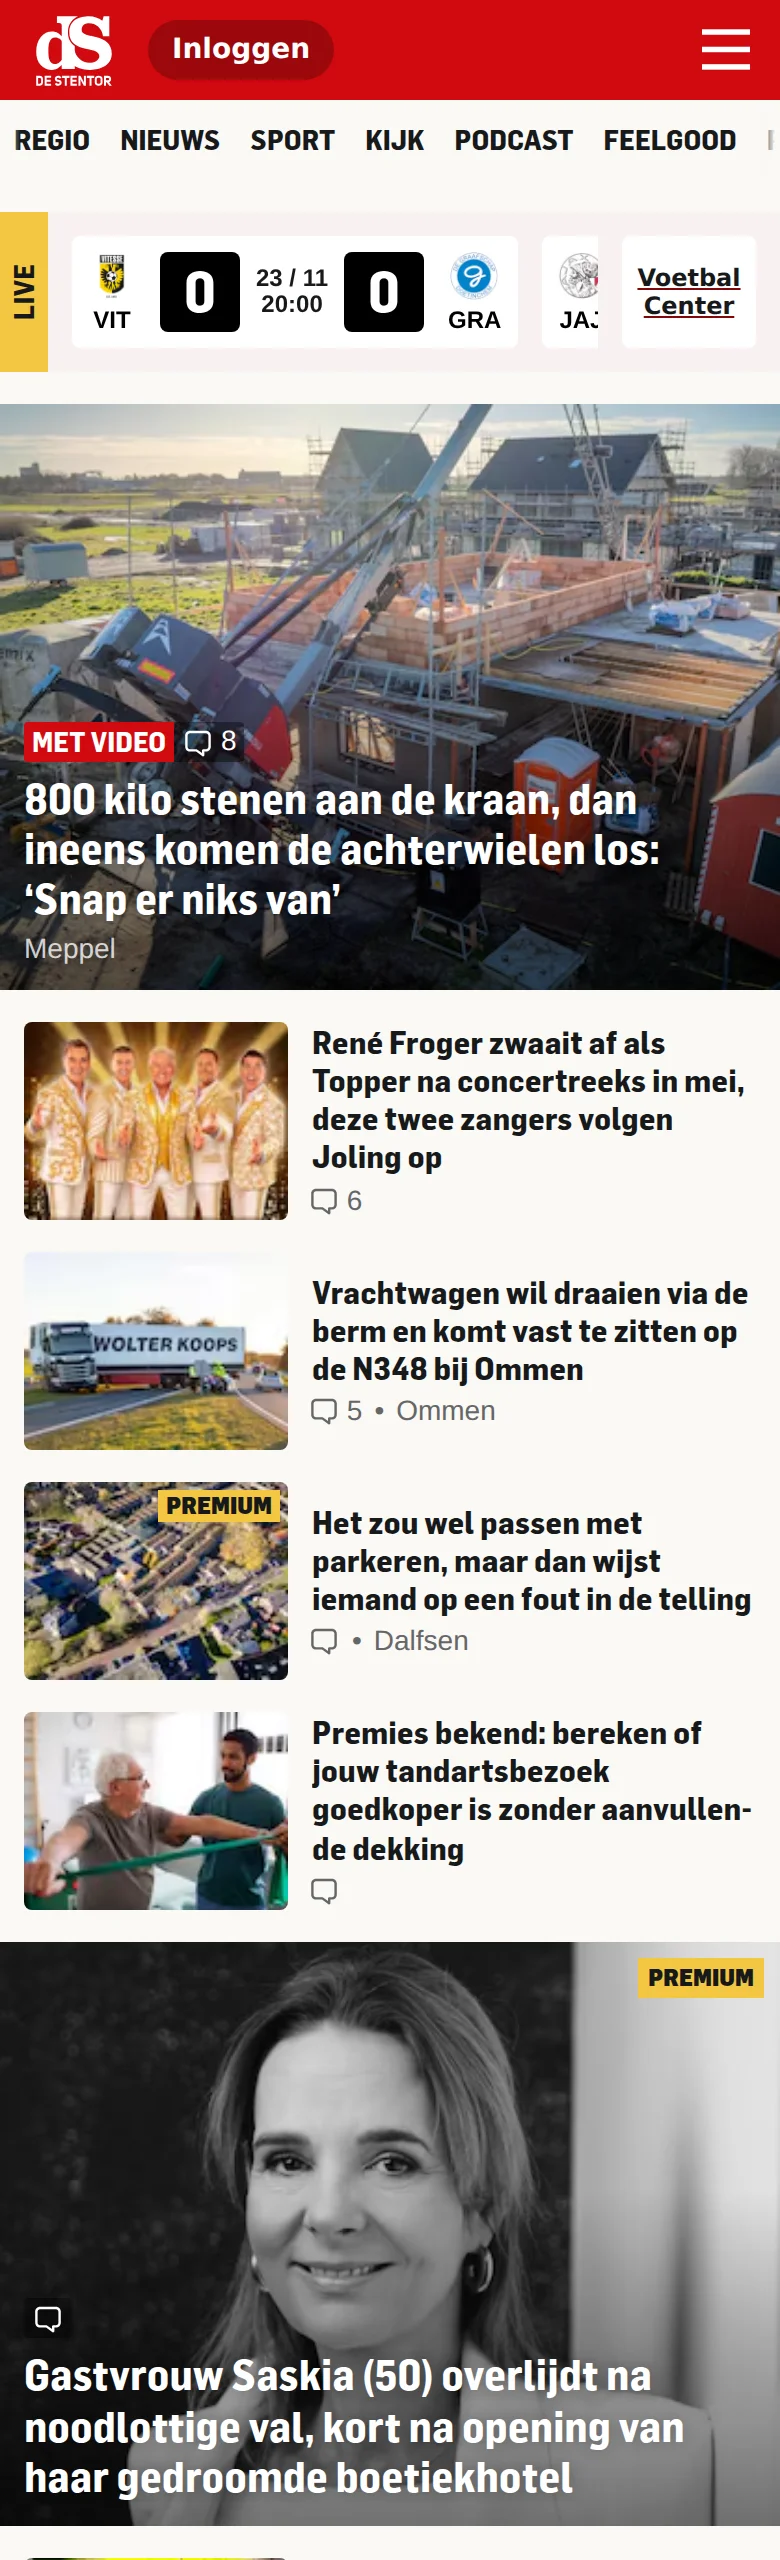 dS
DE STENTOR
Inloggen
REGIO NIEUWS SPORT KIJK PODCAST FEELGOOD
LIVE
VITESSE
VIT
0
23 / 11
20:00
0
GRA
JAJ
Voetbal
Center
MET VIDEO 8
800 kilo stenen aan de kraan, dan
ineens komen de achterwielen los:
‘Snap er niks van’
Meppel
René Froger zwaait af als
Topper na concertreeks in mei,
deze twee zangers volgen
Joling op
6
WOLTER KOOPS
Vrachtwagen wil draaien via de
berm en komt vast te zitten op
de N348 bij Ommen
5 • Ommen
PREMIUM
Het zou wel passen met
parkeren, maar dan wijst
iemand op een fout in de telling
• Dalfsen
Premies bekend: bereken of
jouw tandartsbezoek
goedkoper is zonder aanvullen-
de dekking
PREMIUM
Gastvrouw Saskia (50) overlijdt na
noodlottige val, kort na opening van
haar gedroomde boetiekhotel